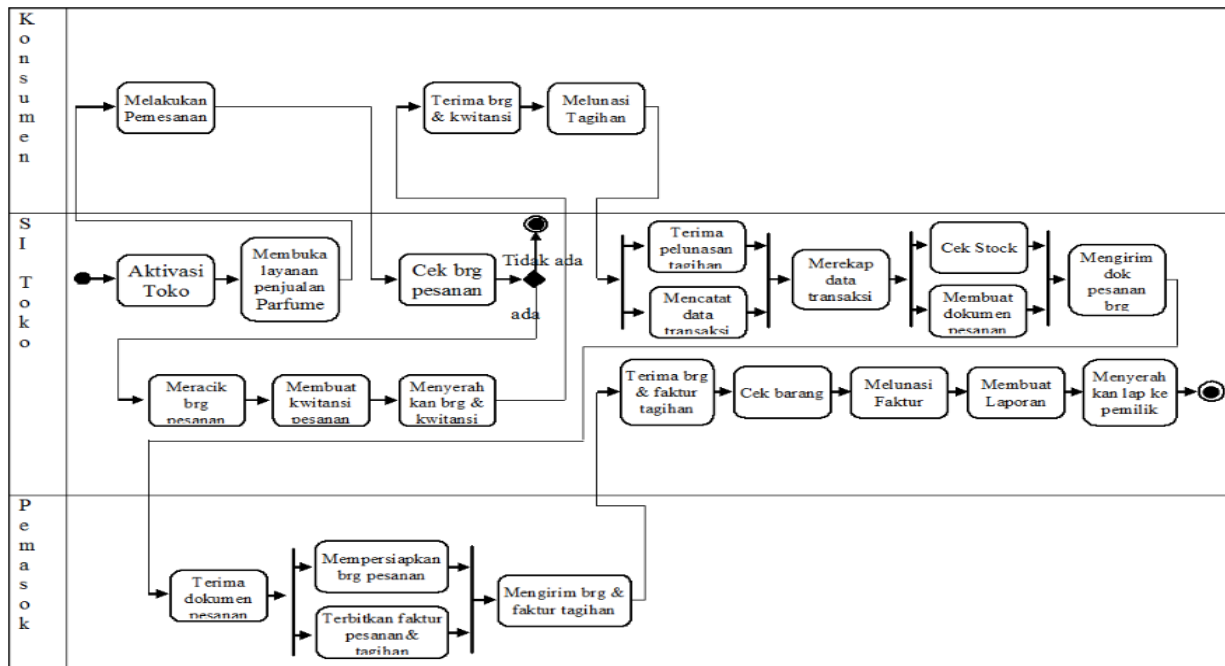 Konsumen
Melakukan
Pemesanan
Terima brg
& kwitansi
Melunasi
Tagihan
SI Toko
Aktivasi
Toko
Membuka
layanan
penjualan
Parfume
Cek brg
pesanan
Tidak ada
ada
Terima
pelunasan
tagihan
Mencatat
data
transaksi
Merekap
data
transaksi
Cek Stock
Membuat
dokumen
pesanan
Mengirim
dok
pesanan
brg
Meracik
brg
pesanan
Membuat
kwitansi
pesanan
Menyerah
kan brg &
kwitansi
Terima brg
& faktur
tagihan
Cek barang
Melunasi
Faktur
Membuat
Laporan
Menyerah
kan lap ke
pemilik
Pemasok
Terima
dokumen
pesanan
Mempersiapkan
brg pesanan
Terbitkan faktur
pesanan &
tagihan
Mengirim brg &
faktur tagihan